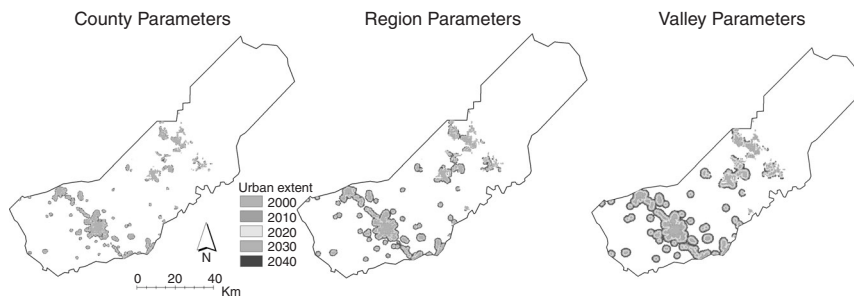 County Parameters
Region Parameters
Valley Parameters
Urban extent
2000
2010
2020
2030
2040
N
0 20 40
Km